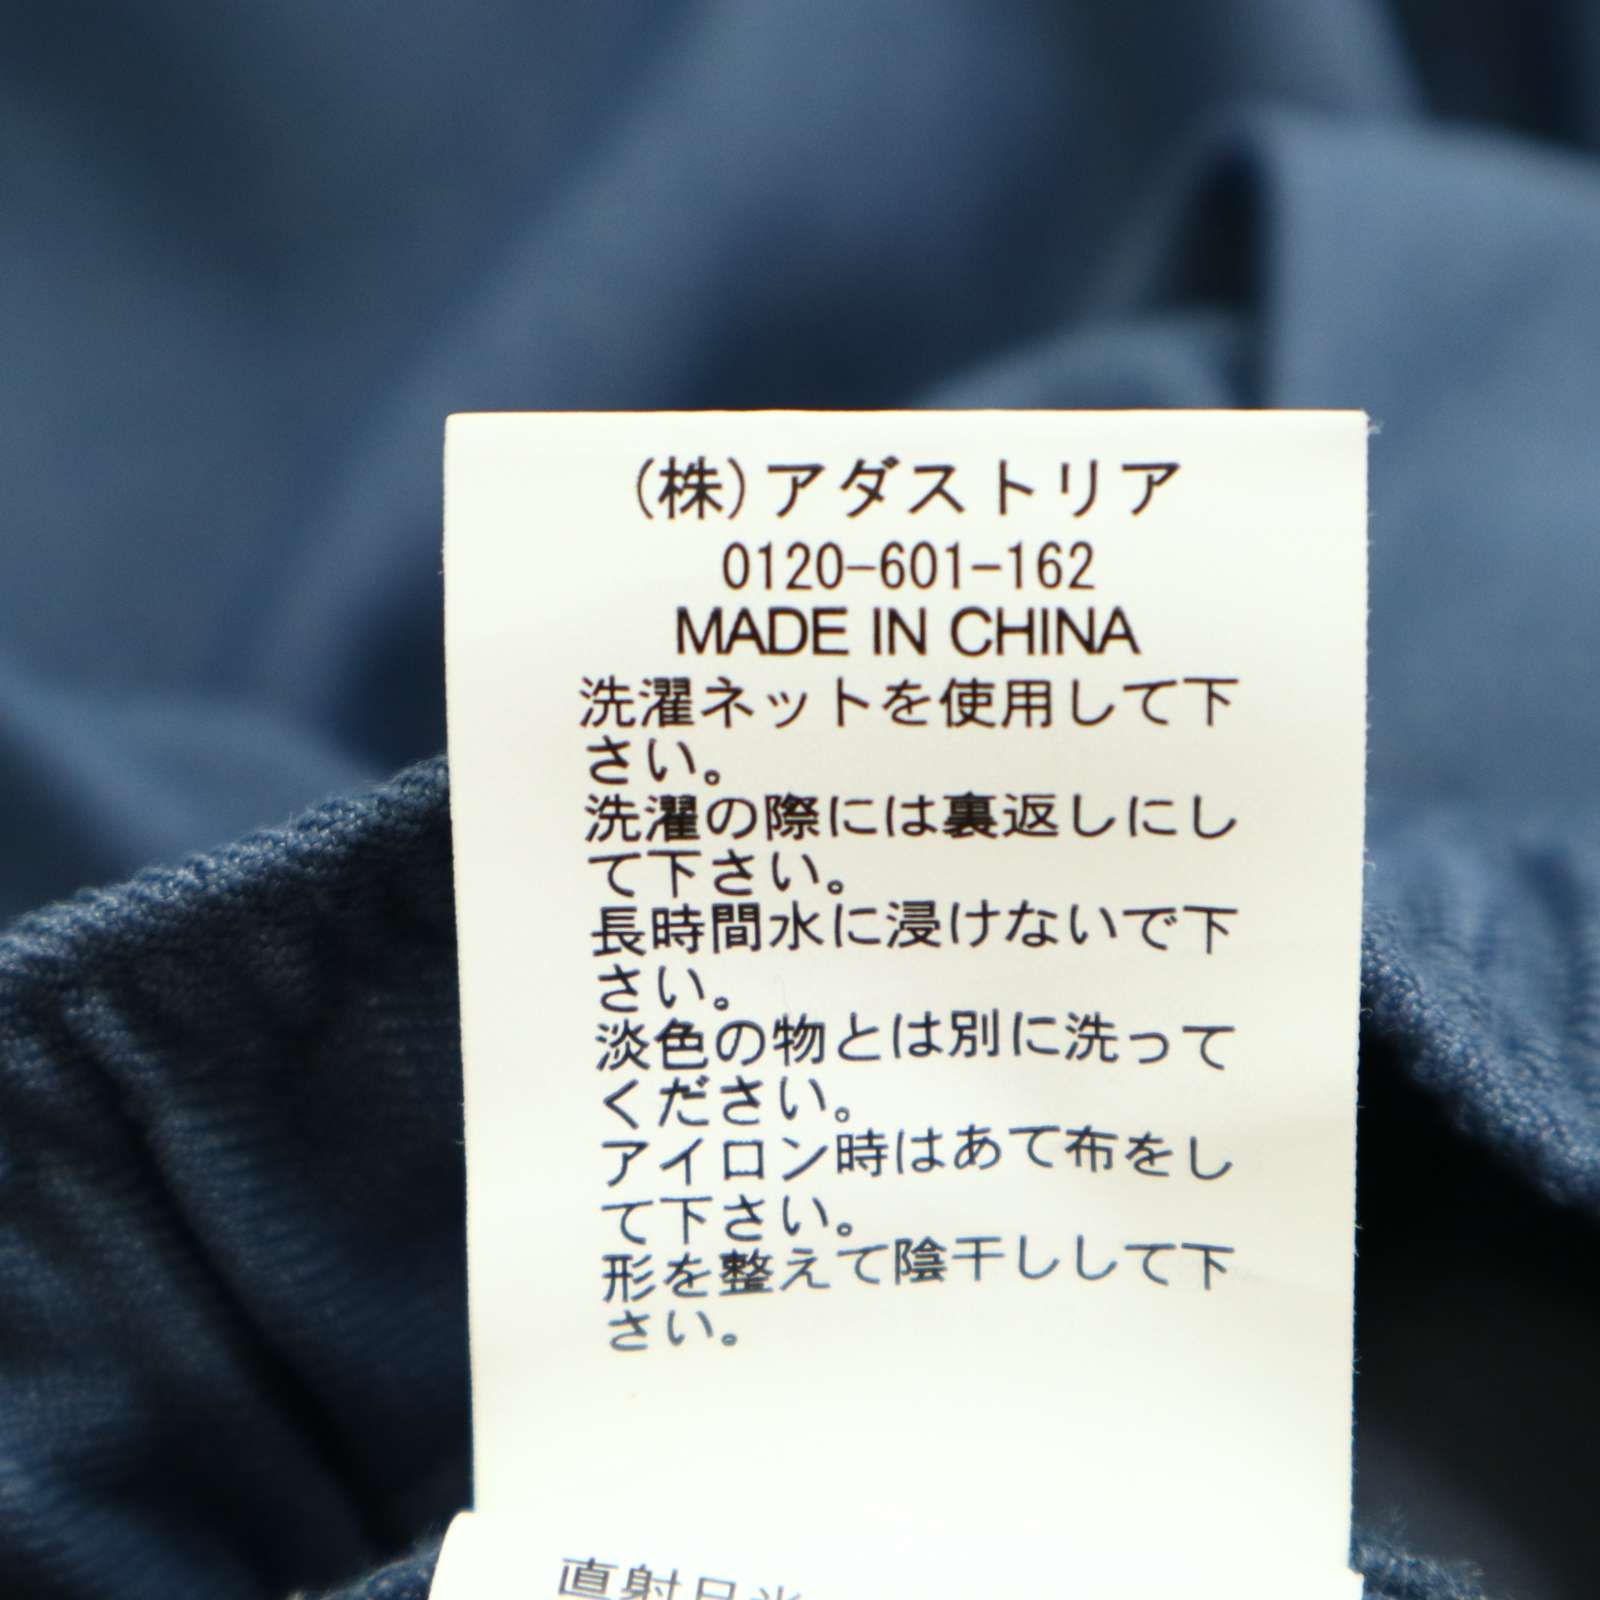 (株)アダストリア
0120-601-162
MADE IN CHINA
洗濯ネットを使用して下
さい。
洗濯の際には裏返しにし
て下さい。
長時間水に浸けないで下
さい。
淡色の物とは別に洗って
ください。
アイロン時はあて布をし
て下さい。
形を整えて陰干しして下
さい。
直射日光